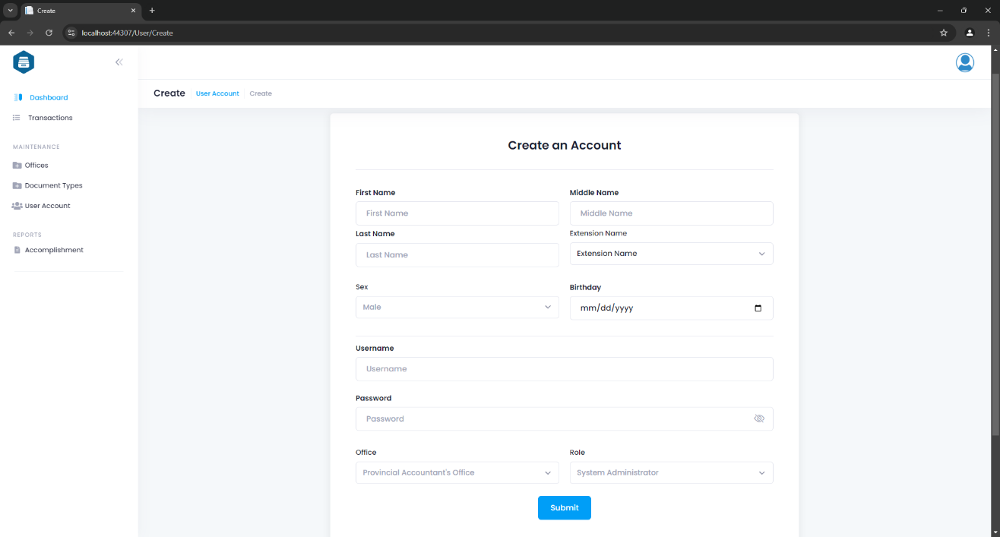 Create
localhost:44307/User/Create
Dashboard
Transactions
MAINTENANCE
Offices
Document Types
User Account
REPORTS
Accomplishment
Create User Account Create
Create an Account
First Name Middle Name
First Name Middle Name
Last Name Extension Name
Last Name Extension Name
Sex Birthday
Male mm/dd/yyyy
Username
Username
Password
Password
Office Role
Provincial Accountant's Office System Administrator
Submit